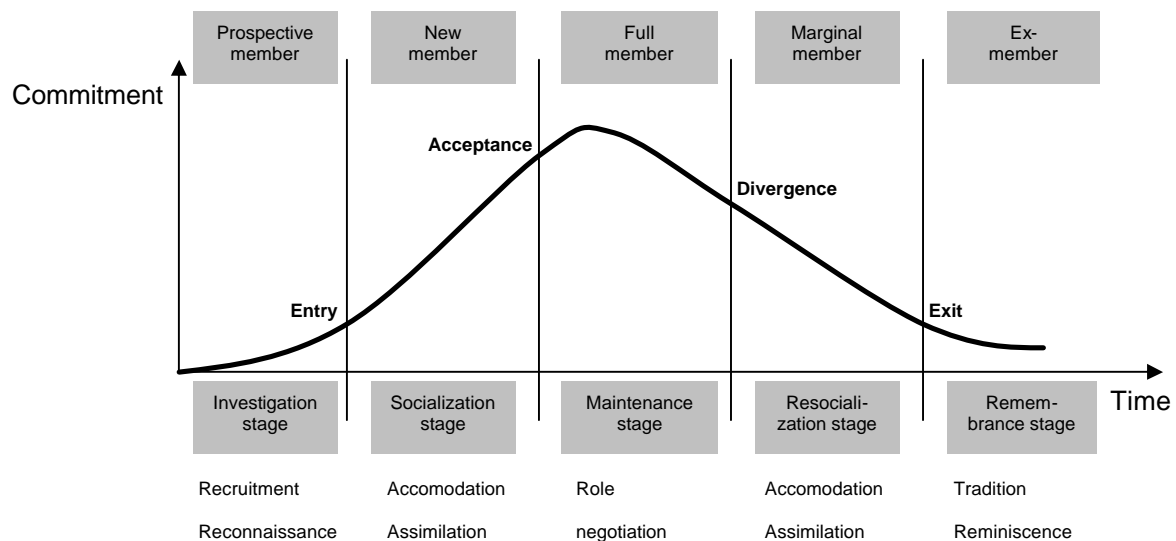 Prospective
member
New
member
Full
member
Marginal
member
Ex-
member
Commitment
Acceptance
Divergence
Entry
Exit
Time
Investigation
stage
Socialization
stage
Maintenance
stage
Resociali-
zation stage
Remem-
brance stage
Recruitment
Reconnaissance
Accomodation
Assimilation
Role
negotiation
Accomodation
Assimilation
Tradition
Reminiscence